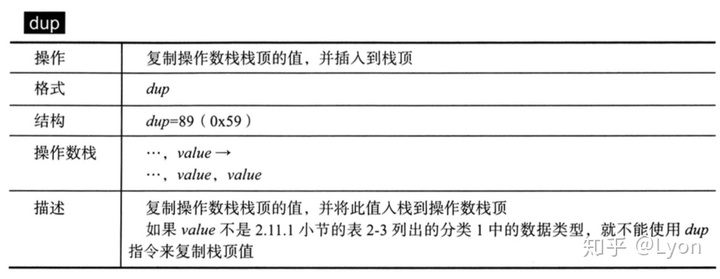 dup
操作 复制操作数栈栈顶的值，并插入到栈顶
格式 dup
结构 dup=89（0x59）
操作数栈 …，value →
…，value，value
描述 复制操作数栈栈顶的值，并将此值入栈到操作数栈顶
如果 value 不是 2.11.1 小节的表 2-3 列出的分类 1 中的数据类型，就不能使用 dup
指令来复制栈顶值
知乎 @Lyon